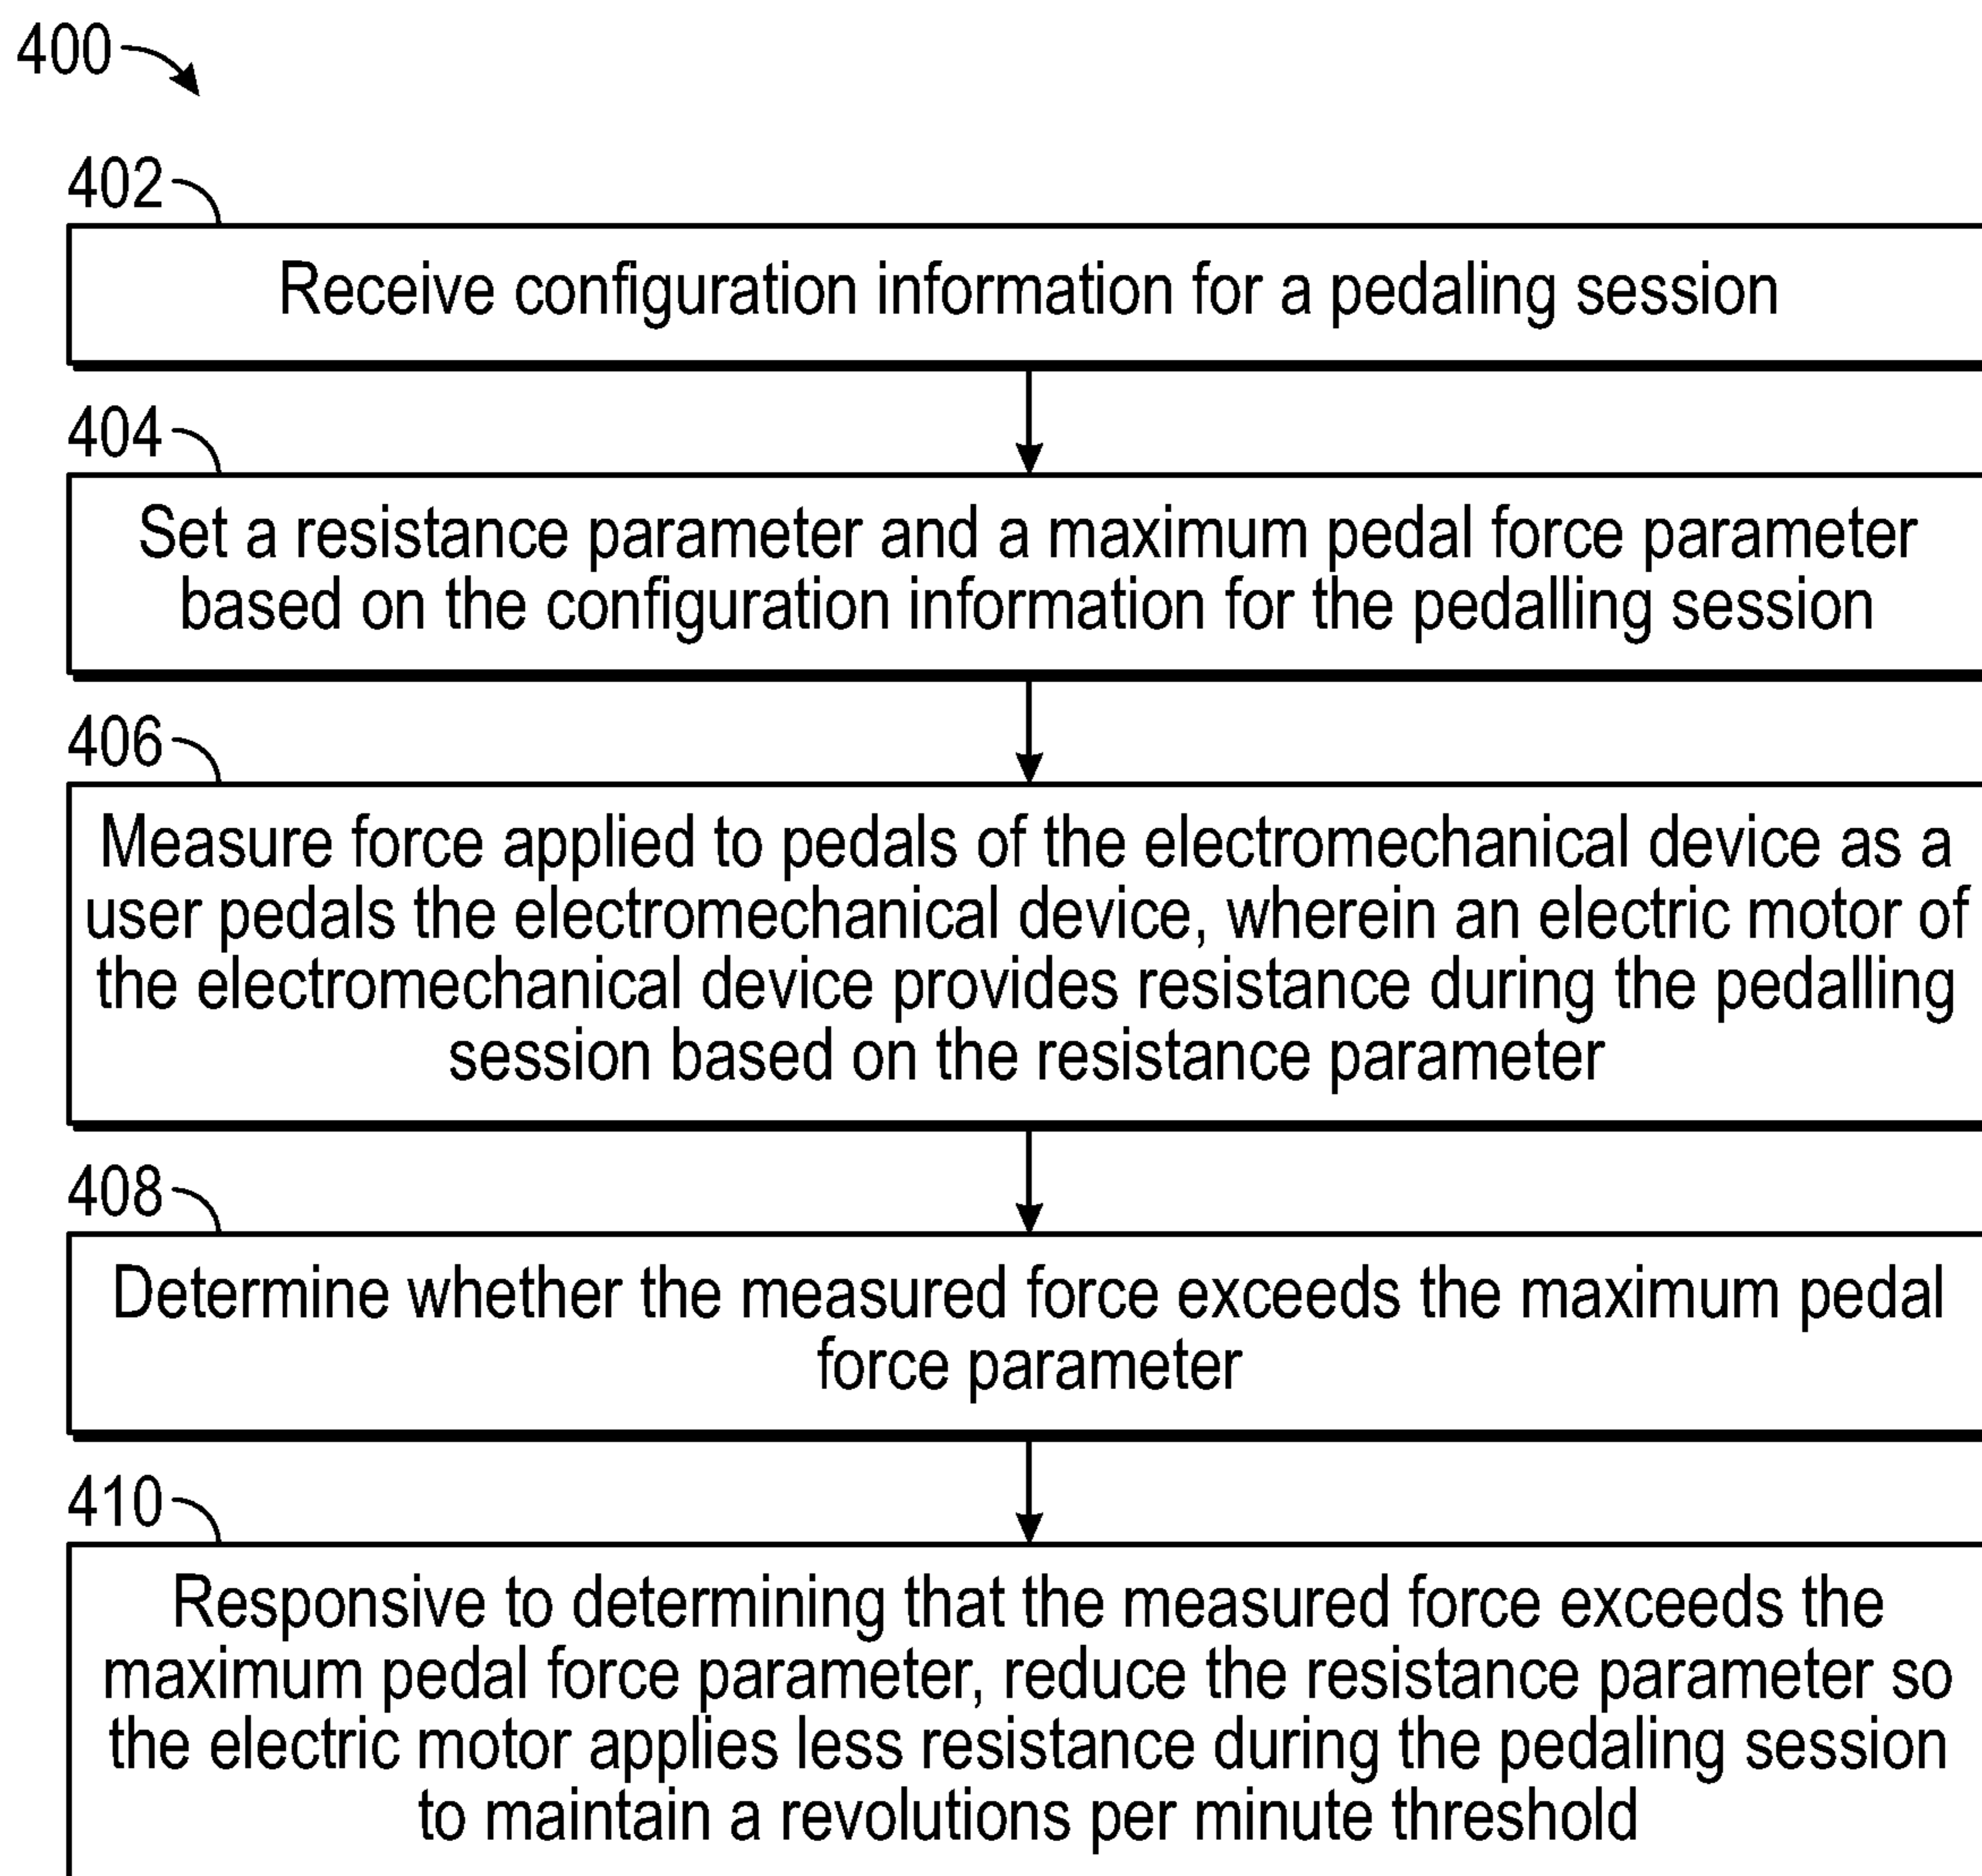 400
402
Receive configuration information for a pedaling session
404
Set a resistance parameter and a maximum pedal force parameter
based on the configuration information for the pedalling session
406
Measure force applied to pedals of the electromechanical device as a
user pedals the electromechanical device, wherein an electric motor of
the electromechanical device provides resistance during the pedalling
session based on the resistance parameter
408
Determine whether the measured force exceeds the maximum pedal
force parameter
410
Responsive to determining that the measured force exceeds the
maximum pedal force parameter, reduce the resistance parameter so
the electric motor applies less resistance during the pedaling session
to maintain a revolutions per minute threshold